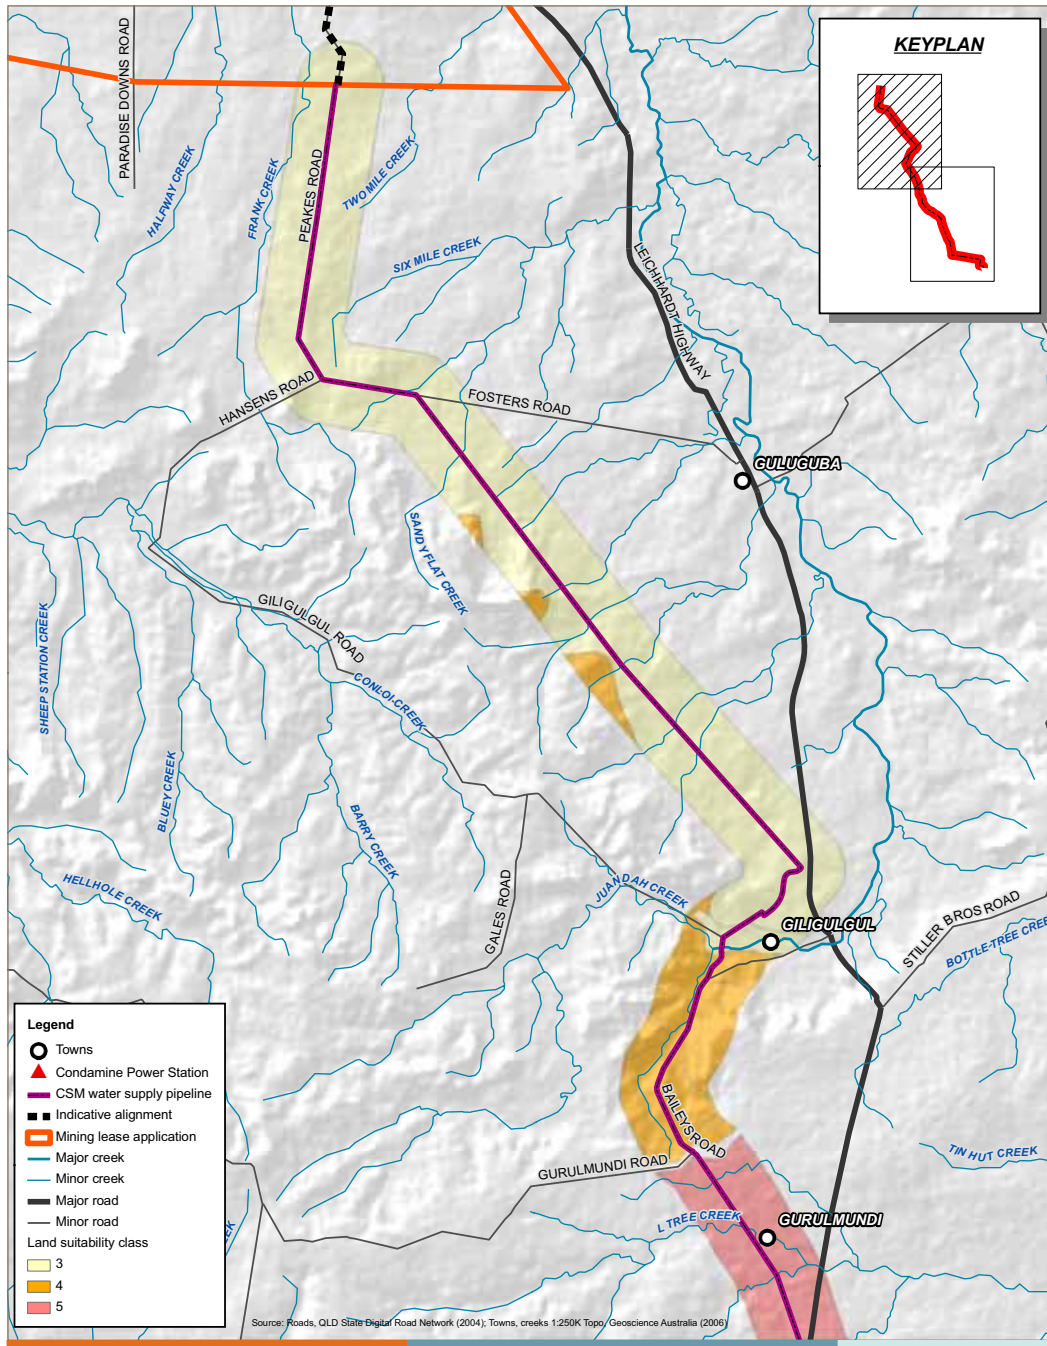 KEYPLAN
PARADISE DOWNS ROAD
HALFWAY CREEK
FRANK CREEK
PEAKES ROAD
TWO MILE CREEK
SIX MILE CREEK
LEICHHARDT HIGHWAY
HANSENS ROAD
FOSTERS ROAD
GULUGUBA
SANDY FLAT CREEK
GILIGULGUL ROAD
SHEEP STATION CREEK
CONLOI CREEK
BLUEY CREEK
BARRY CREEK
HELLHOLE CREEK
GALES ROAD
JUANDAH CREEK
GILIGULGUL
STILLER BROS ROAD
BOTTLE TREE CREE
BAILEYS ROAD
GURULMUNDI ROAD
TIN HUT CREEK
L TREE CREEK
GURULMUNDI
EEK
Legend
Towns
Condamine Power Station
CSM water supply pipeline
Indicative alignment
Mining lease application
Major creek
Minor creek
Major road
Minor road
Land suitability class
3
4
5
Source: Roads, QLD State Digital Road Network (2004); Towns, creeks 1:250K Topo, Geoscience Australia (2006)